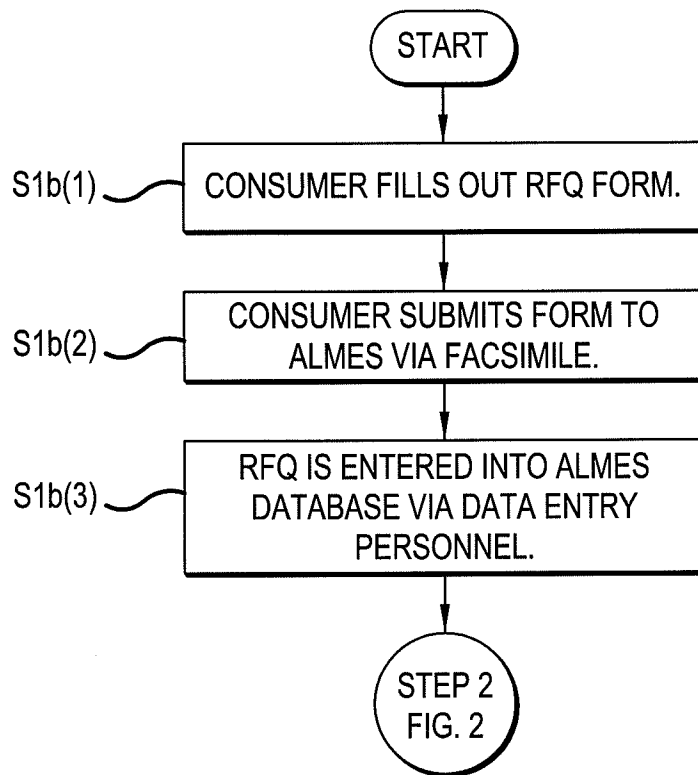 START
S1b(1)
CONSUMER FILLS OUT RFQ FORM.
S1b(2)
CONSUMER SUBMITS FORM TO
ALMES VIA FACSIMILE.
S1b(3)
RFQ IS ENTERED INTO ALMES
DATABASE VIA DATA ENTRY
PERSONNEL.
STEP 2
FIG. 2